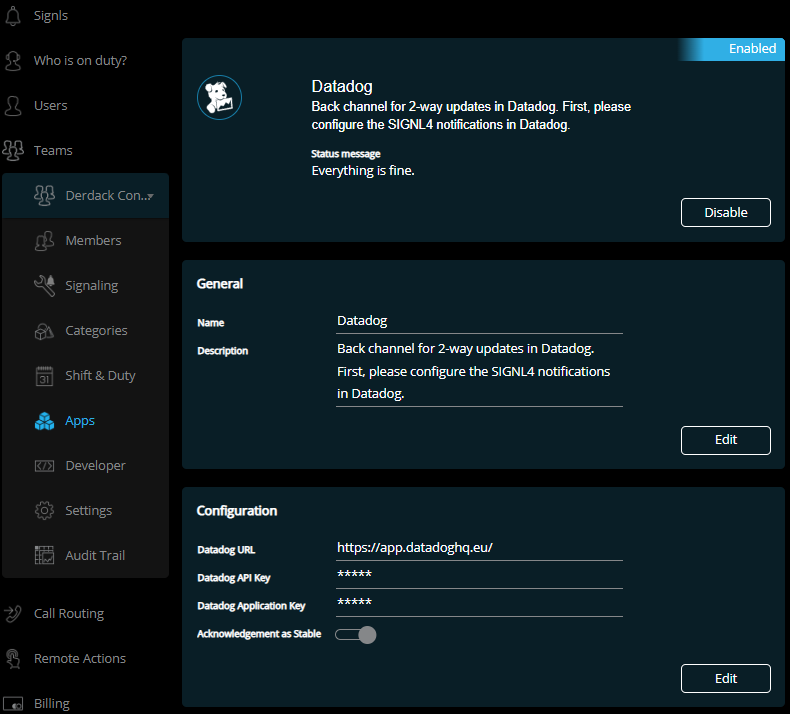 Signls
Who is on duty?
Users
Teams
Derdack Con..
Members
Signaling
Categories
31
Shift & Duty
Apps
Developer
Settings
Audit Trail
Call Routing
Remote Actions
Billing
Enabled
Datadog
Back channel for 2-way updates in Datadog. First, please
configure the SIGNL4 notifications in Datadog.
Status message
Everything is fine.
Disable
General
Name
Datadog
Description
Back channel for 2-way updates in Datadog.
First, please configure the SIGNL4 notifications
in Datadog.
Edit
Configuration
Datadog URL
https://app.datadoghq.eu/
Datadog API Key
*****
Datadog Application Key
*****
Acknowledgement as Stable
Edit